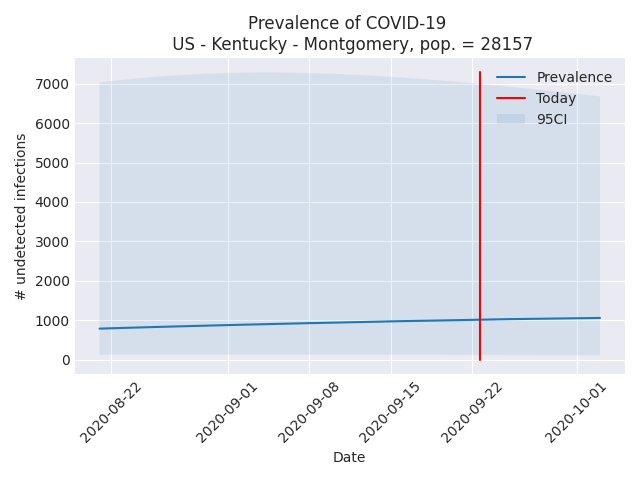 Prevalence of COVID-19
US - Kentucky - Montgomery, pop. = 28157
Prevalence
Today
95CI
# undetected infections
7000
6000
5000
4000
3000
2000
1000
0
2020-08-22
2020-09-01
2020-09-08
2020-09-15
2020-09-22
2020-10-01
Date